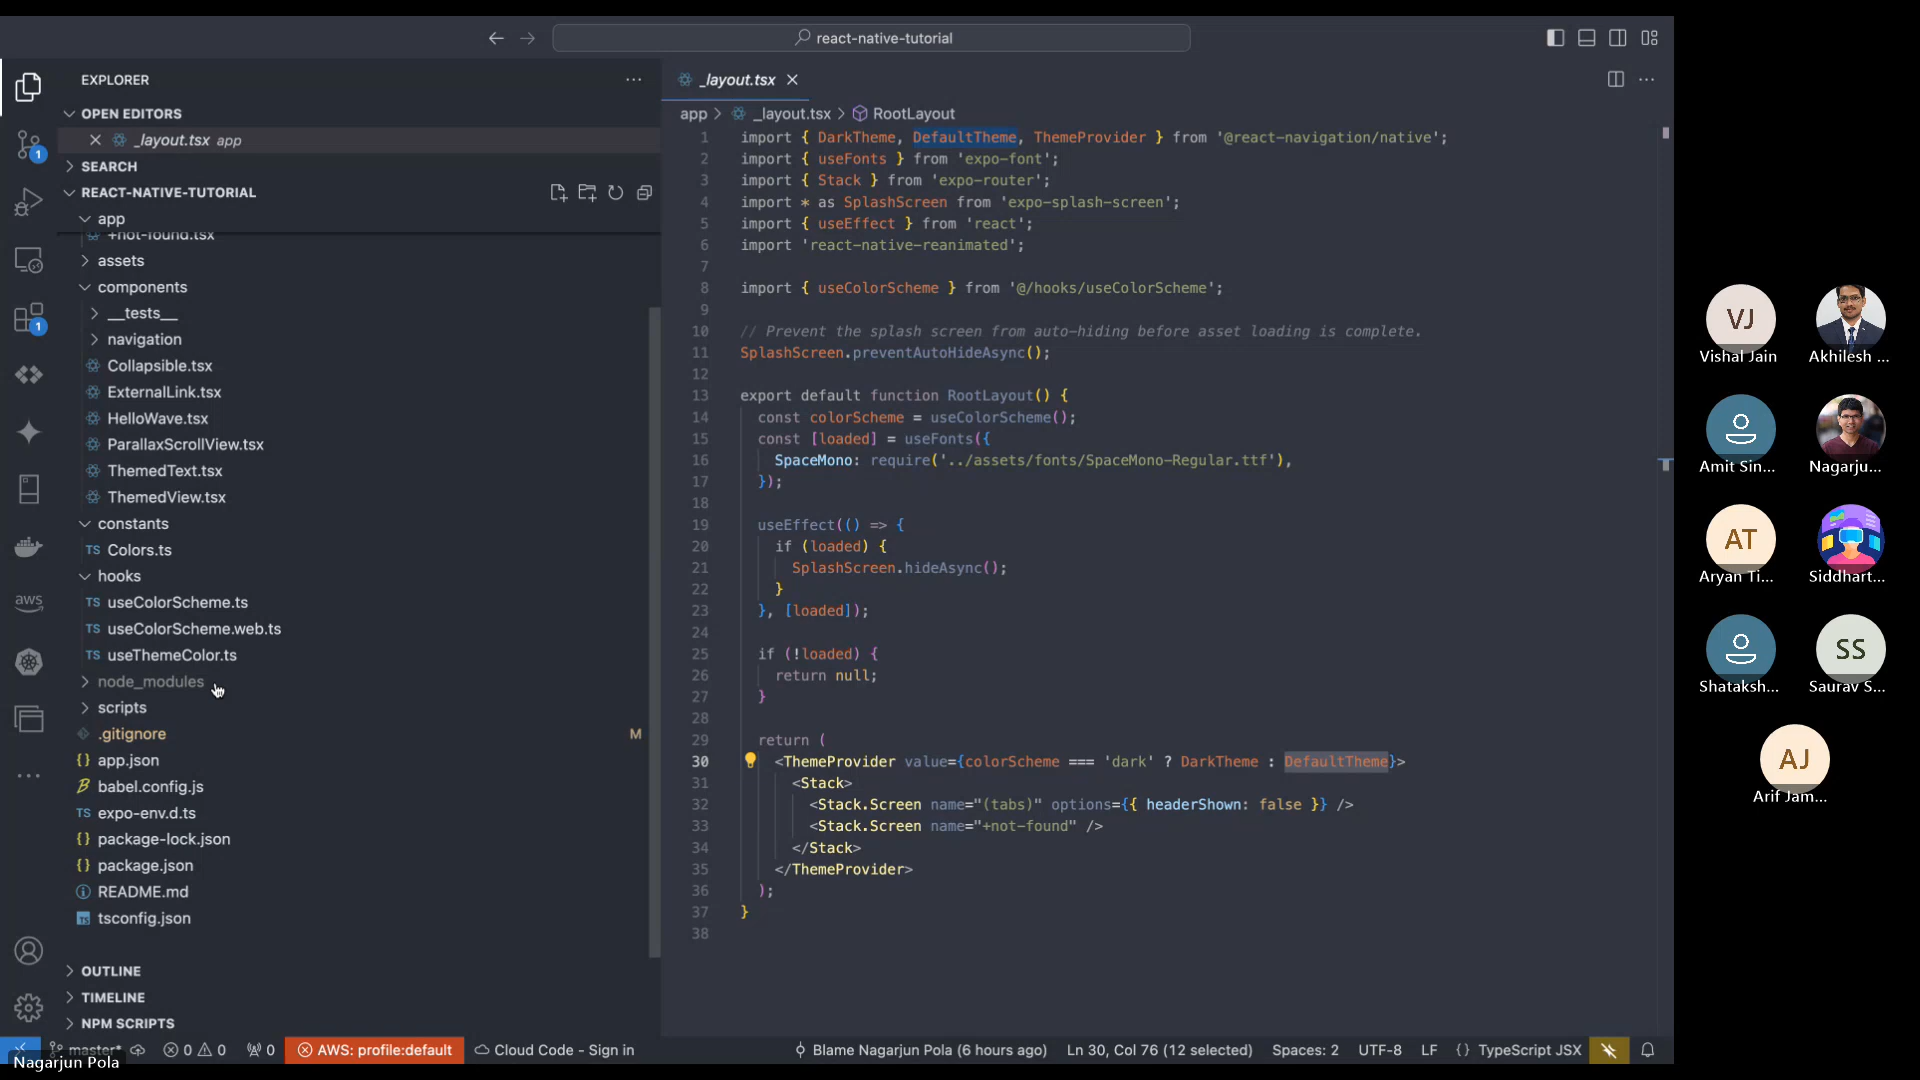 react-native-tutorial
EXPLORER
OPEN EDITORS
_layout.tsx app
SEARCH
REACT-NATIVE-TUTORIAL
app
+not-found.tsx
assets
components
__tests__
navigation
Collapsible.tsx
ExternalLink.tsx
HelloWave.tsx
ParallaxScrollView.tsx
ThemedText.tsx
ThemedView.tsx
constants
TS Colors.ts
hooks
TS useColorScheme.ts
TS useColorScheme.web.ts
TS useThemeColor.ts
node_modules
scripts
.gitignore M
{} app.json
babel.config.js
TS expo-env.d.ts
{} package-lock.json
{} package.json
README.md
tsconfig.json
OUTLINE
TIMELINE
NPM SCRIPTS
1
1
aws
_layout.tsx
app > _layout.tsx > RootLayout
1 import { DarkTheme, DefaultTheme, ThemeProvider } from '@react-navigation/native';
2 import { useFonts } from 'expo-font';
3 import { Stack } from 'expo-router';
4 import * as SplashScreen from 'expo-splash-screen';
5 import { useEffect } from 'react';
6 import 'react-native-reanimated';
7
8 import { useColorScheme } from '@/hooks/useColorScheme';
9
10 // Prevent the splash screen from auto-hiding before asset loading is complete.
11 SplashScreen.preventAutoHideAsync();
12
13 export default function RootLayout() {
14 const colorScheme = useColorScheme();
15 const [loaded] = useFonts({
16 SpaceMono: require('../assets/fonts/SpaceMono-Regular.ttf'),
17 });
18
19 useEffect(() => {
20 if (loaded) {
21 SplashScreen.hideAsync();
22 }
23 }, [loaded]);
24
25 if (!loaded) {
26 return null;
27 }
28
29 return (
30 <ThemeProvider value={colorScheme === 'dark' ? DarkTheme : DefaultTheme}>
31 <Stack>
32 <Stack.Screen name="(tabs)" options={{ headerShown: false }} />
33 <Stack.Screen name="+not-found" />
34 </Stack>
35 </ThemeProvider>
36 );
37 }
38
master* 0 0 0 AWS: profile:default Cloud Code - Sign in Blame Nagarjun Pola (6 hours ago) Ln 30, Col 76 (12 selected) Spaces: 2 UTF-8 LF {} TypeScript JSX
Nagarjun Pola
VJ
Vishal Jain
Akhilesh ...
Amit Sin...
Nagarju...
AT
Aryan Ti...
Siddhart...
Shataksh...
SS
Saurav S...
AJ
Arif Jam...